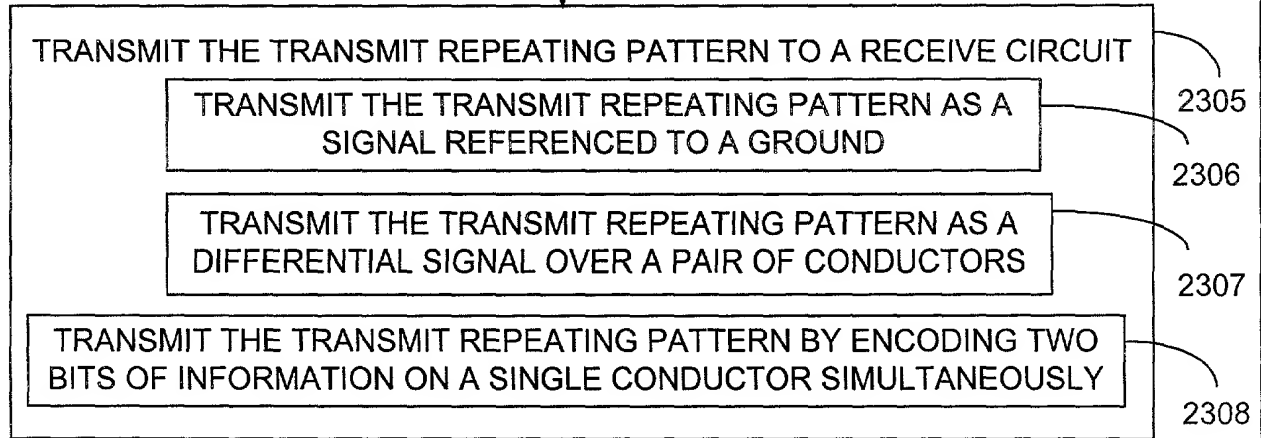 TRANSMIT THE TRANSMIT REPEATING PATTERN TO A RECEIVE CIRCUIT
2305
TRANSMIT THE TRANSMIT REPEATING PATTERN AS A
SIGNAL REFERENCED TO A GROUND
2306
TRANSMIT THE TRANSMIT REPEATING PATTERN AS A
DIFFERENTIAL SIGNAL OVER A PAIR OF CONDUCTORS
2307
TRANSMIT THE TRANSMIT REPEATING PATTERN BY ENCODING TWO
BITS OF INFORMATION ON A SINGLE CONDUCTOR SIMULTANEOUSLY
2308